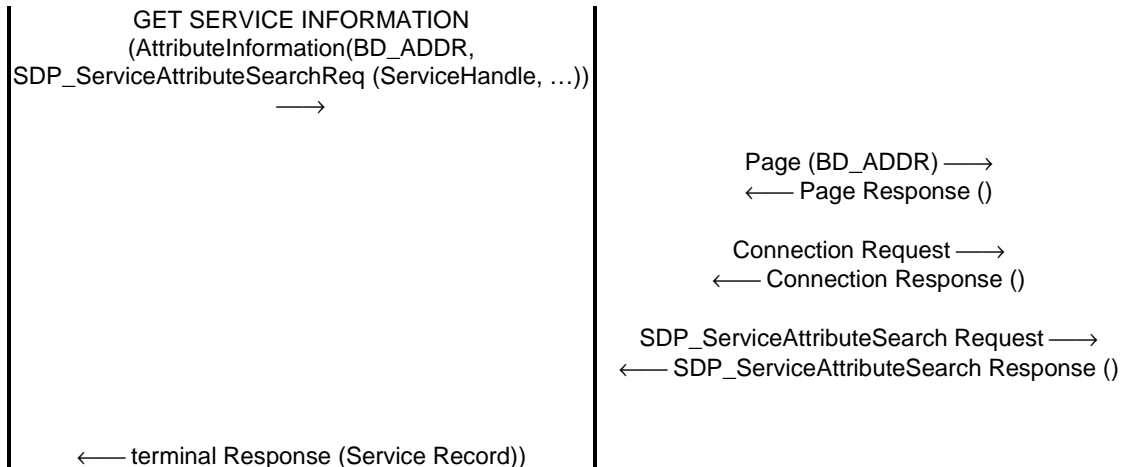 GET SERVICE INFORMATION
(AttributeInformation(BD_ADDR,
SDP_ServiceAttributeSearchReq (ServiceHandle, …))
⟶
Page (BD_ADDR) ⟶
⟵ Page Response ()
Connection Request ⟶
⟵ Connection Response ()
SDP_ServiceAttributeSearch Request ⟶
⟵ SDP_ServiceAttributeSearch Response ()
⟵ terminal Response (Service Record))